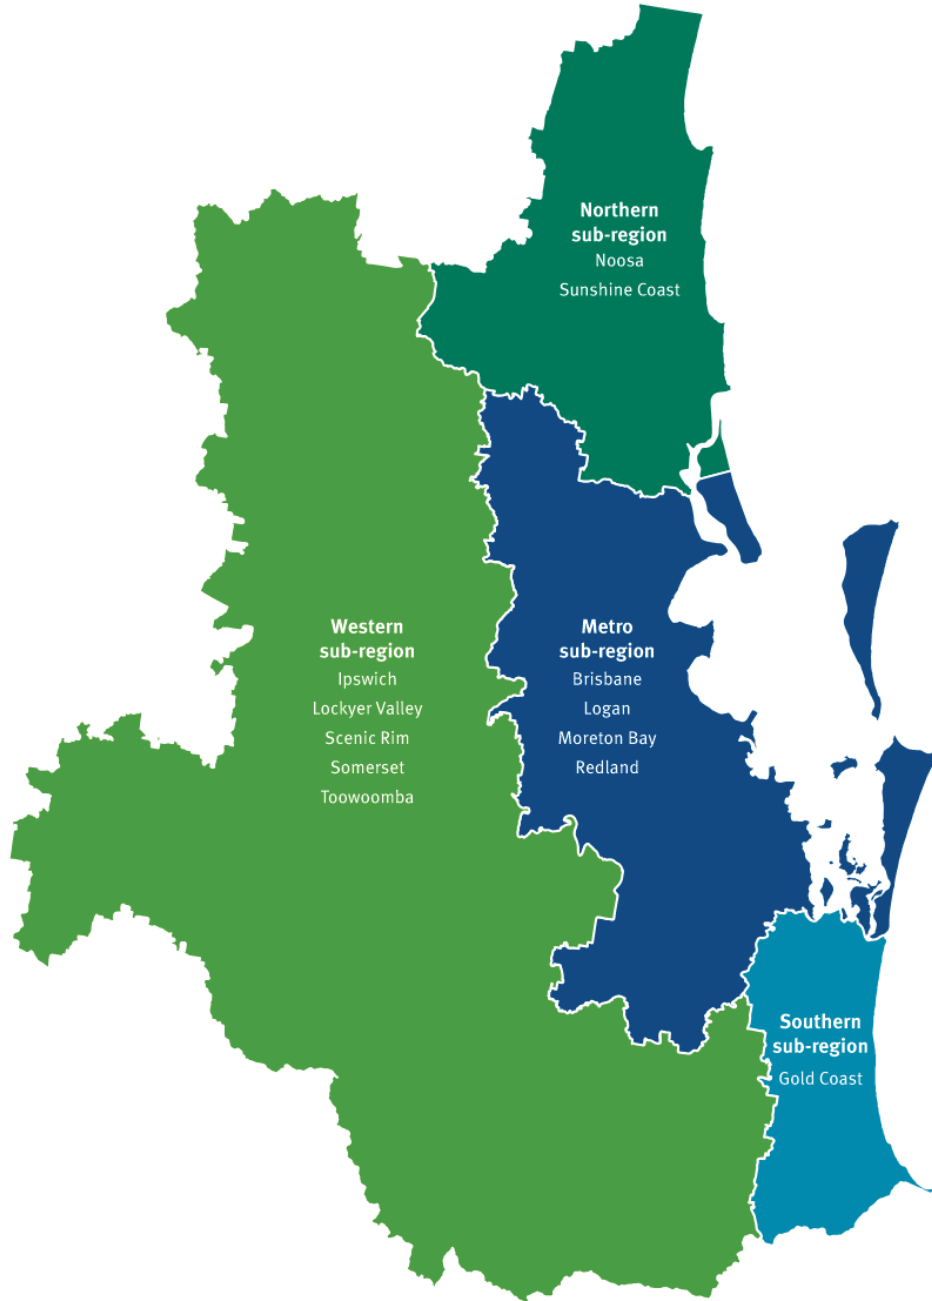 Northern
sub-region
Noosa
Sunshine Coast
Western
sub-region
Ipswich
Lockyer Valley
Scenic Rim
Somerset
Toowoomba
Metro
sub-region
Brisbane
Logan
Moreton Bay
Redland
Southern
sub-region
Gold Coast